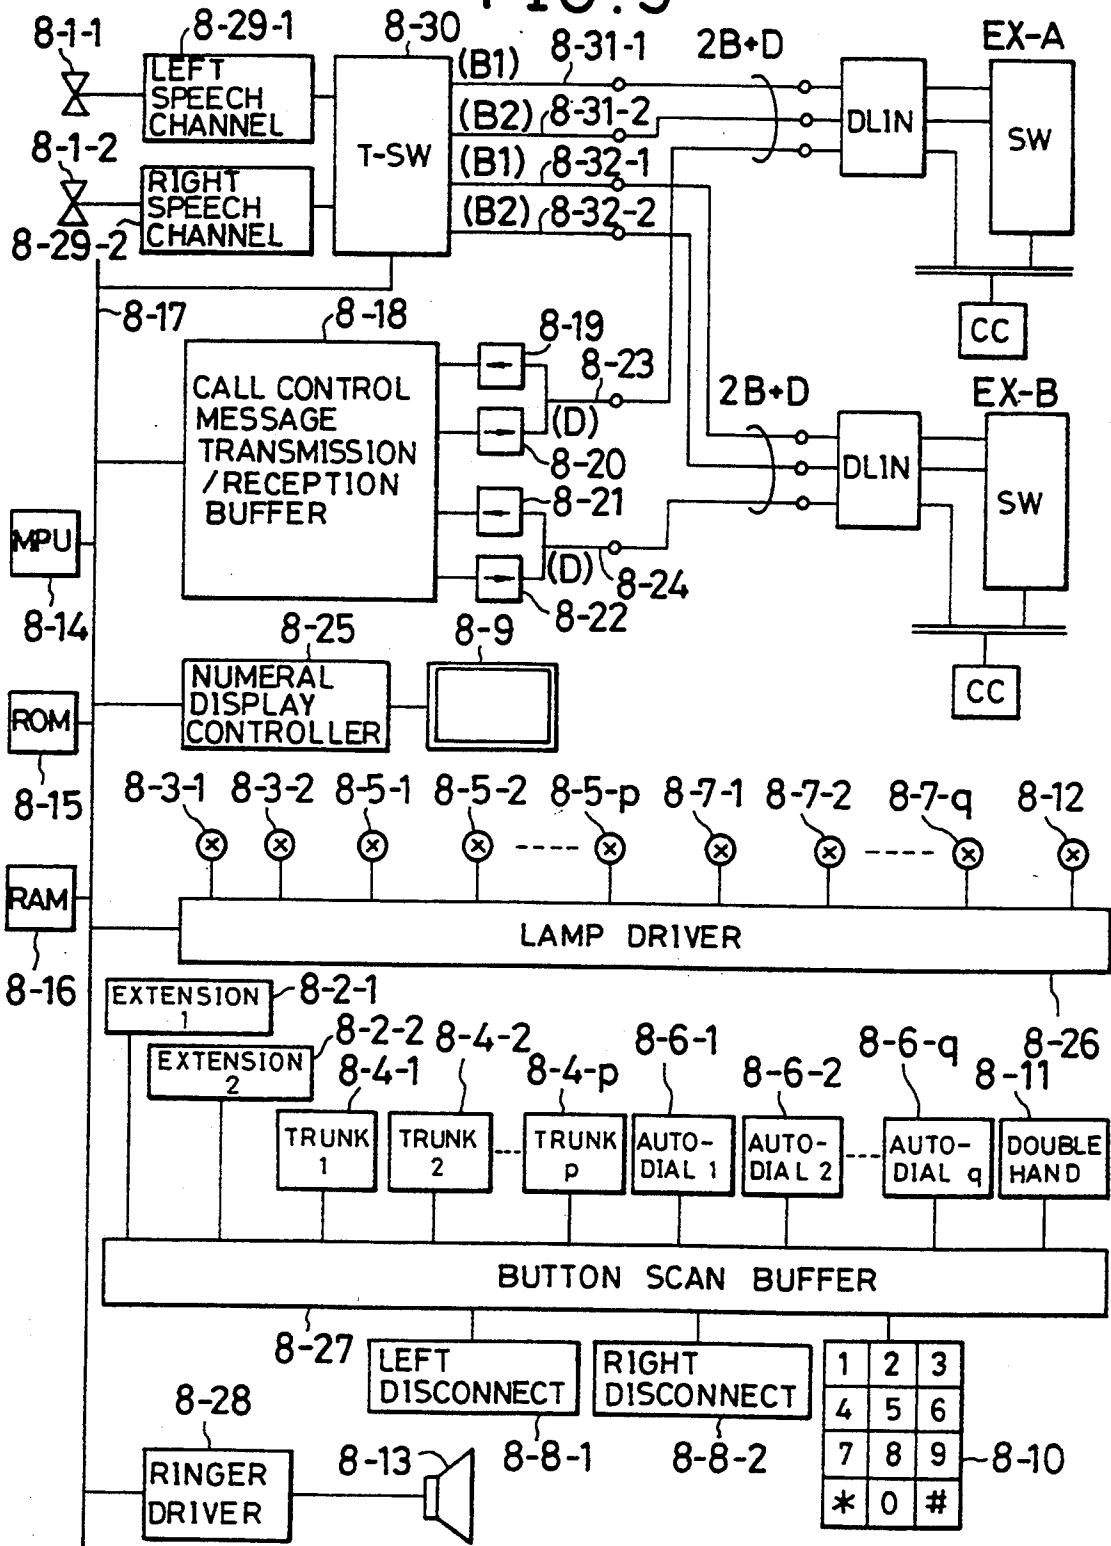 8-1-1
8-29-1
8-30
LEFT
SPEECH
CHANNEL
T-SW
(B1)
8-31-1
2B+D
EX-A
(B2)
8-31-2
DLIN
SW
8-1-2
(B1)
8-32-1
RIGHT
SPEECH
CHANNEL
(B2)
8-32-2
8-29-2
8-17
8-18
8-19
CC
CALL CONTROL
MESSAGE
TRANSMISSION
/RECEPTION
BUFFER
8-23
(D)
8-20
2B+D
EX-B
DLIN
SW
8-21
(D)
8-24
8-22
MPU
8-14
CC
8-25
8-9
NUMERAL
DISPLAY
CONTROLLER
ROM
8-15
8-3-1
8-3-2
8-5-1
8-5-2
8-5-p
8-7-1
8-7-2
8-7-q
8-12
RAM
8-16
LAMP DRIVER
8-26
EXTENSION
1
8-2-1
EXTENSION
2
8-2-2
8-4-1
8-4-2
8-4-p
8-6-1
8-6-2
8-6-q
8-11
TRUNK
1
TRUNK
2
TRUNK
p
AUTO-
DIAL 1
AUTO-
DIAL 2
AUTO-
DIAL q
DOUBLE
HAND
BUTTON SCAN BUFFER
8-27
LEFT
DISCONNECT
8-8-1
RIGHT
DISCONNECT
8-8-2
1 2 3
4 5 6
7 8 9
* 0 #
8-10
8-28
RINGER
DRIVER
8-13